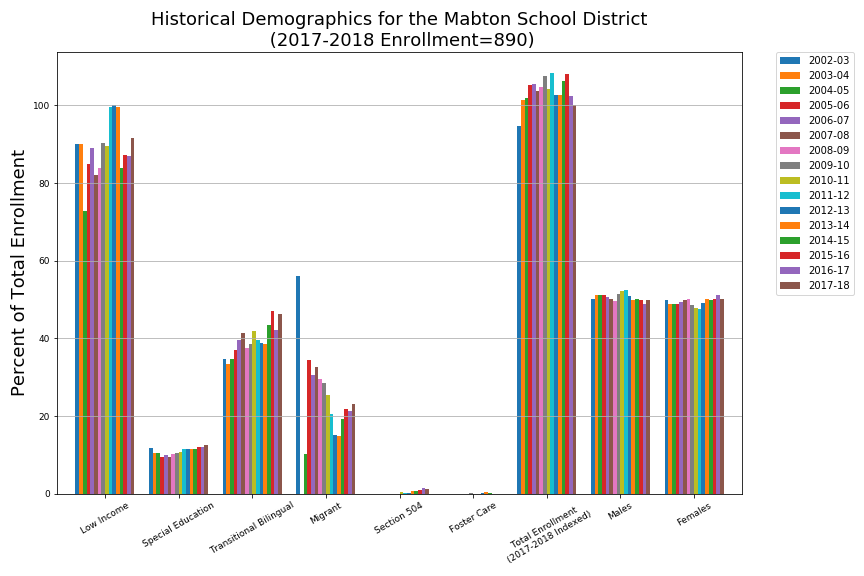 Historical Demographics for the Mabton School District
(2017-2018 Enrollment=890)
Percent of Total Enrollment
100
80
60
40
20
0
Low Income
Special Education
Transitional Bilingual
Migrant
Section 504
Foster Care
Total Enrollment
(2017-2018 Indexed)
Males
Females
2002-03
2003-04
2004-05
2005-06
2006-07
2007-08
2008-09
2009-10
2010-11
2011-12
2012-13
2013-14
2014-15
2015-16
2016-17
2017-18